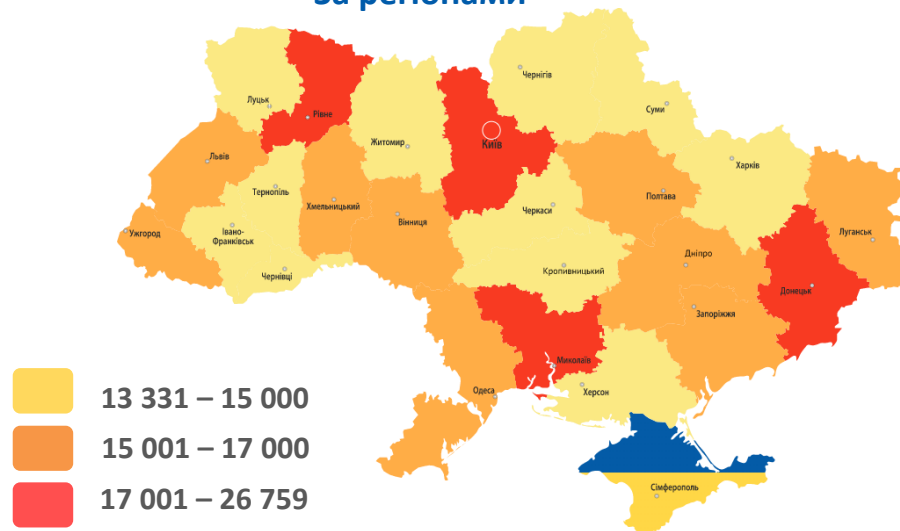 За регіонами
Чернігів
Луцьк
Суми
Рівне
Київ
Житомир
Львів
Харків
Тернопіль
Полтава
Хмельницький
Черкаси
Вінниця
Ужгород
Івано-
Франківськ
Луганськ
Дніпро
Чернівці
Кропивницький
Донецьк
Запоріжжя
Миколаїв
Одеса
Херсон
13 331 – 15 000
15 001 – 17 000
17 001 – 26 759
Сімферополь